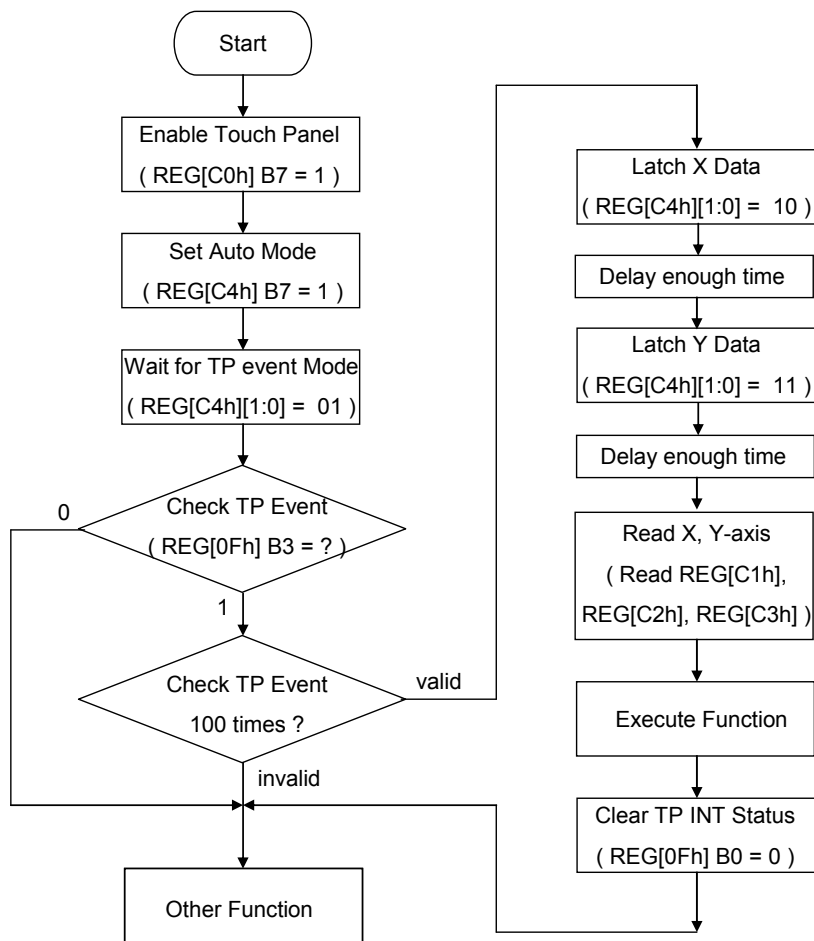 Start
Enable Touch Panel
( REG[C0h] B7 = 1 )
Set Auto Mode
( REG[C4h] B7 = 1 )
Wait for TP event Mode
( REG[C4h][1:0] = 01 )
Check TP Event
( REG[0Fh] B3 = ? )
0
1
Check TP Event
100 times ?
valid
invalid
Other Function
Latch X Data
( REG[C4h][1:0] = 10 )
Delay enough time
Latch Y Data
( REG[C4h][1:0] = 11 )
Delay enough time
Read X, Y-axis
( Read REG[C1h],
REG[C2h], REG[C3h] )
Execute Function
Clear TP INT Status
( REG[0Fh] B0 = 0 )